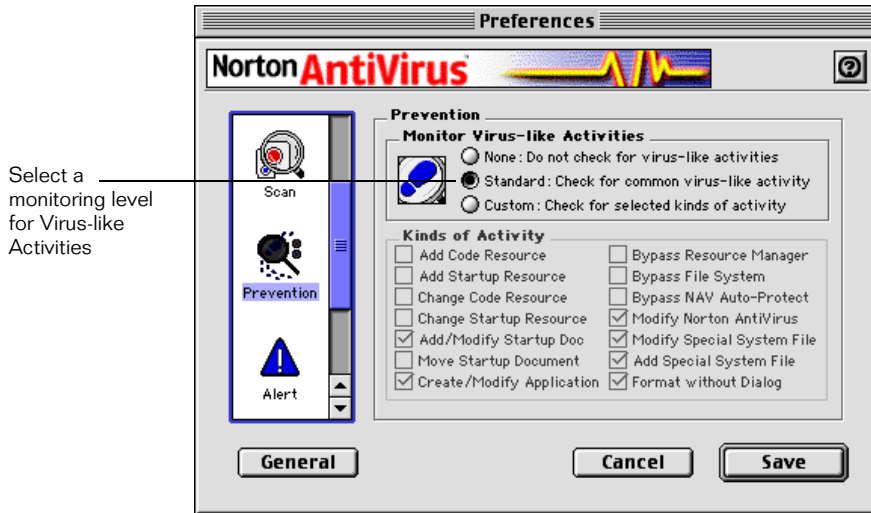 Preferences
Norton AntiVirus
Select a
monitoring level
for Virus-like
Activities
Scan
Prevention
Alert
Prevention
Monitor Virus-like Activities
None: Do not check for virus-like activities
Standard: Check for common virus-like activity
Custom: Check for selected kinds of activity
Kinds of Activity
Add Code Resource
Add Startup Resource
Change Code Resource
Change Startup Resource
Add/Modify Startup Doc
Move Startup Document
Create/Modify Application
Bypass Resource Manager
Bypass File System
Bypass NAV Auto-Protect
Modify Norton AntiVirus
Modify Special System File
Add Special System File
Format without Dialog
General
Cancel
Save